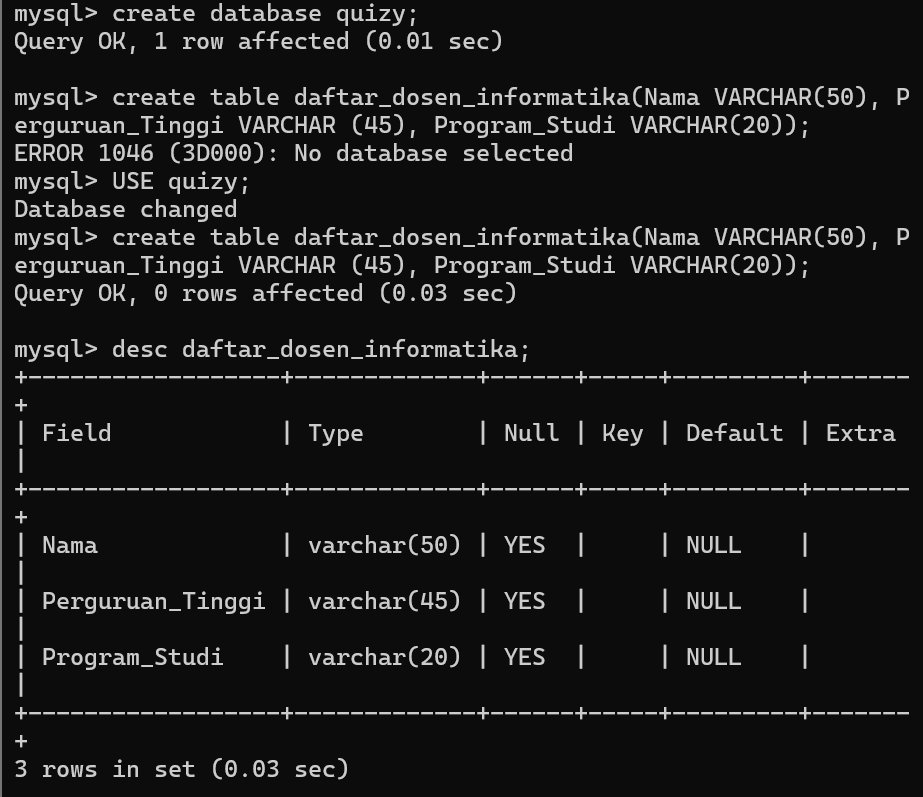 mysql> create database quizy;
Query OK, 1 row affected (0.01 sec)

mysql> create table daftar_dosen_informatika(Nama VARCHAR(50), P
erguruan_Tinggi VARCHAR (45), Program_Studi VARCHAR(20));
ERROR 1046 (3D000): No database selected
mysql> USE quizy;
Database changed
mysql> create table daftar_dosen_informatika(Nama VARCHAR(50), P
erguruan_Tinggi VARCHAR (45), Program_Studi VARCHAR(20));
Query OK, 0 rows affected (0.03 sec)

mysql> desc daftar_dosen_informatika;
+------------------+-------------+------+-----+---------+-------
+
| Field            | Type        | Null | Key | Default | Extra
|
+------------------+-------------+------+-----+---------+-------
+
| Nama             | varchar(50) | YES  |     | NULL    |
|
| Perguruan_Tinggi | varchar(45) | YES  |     | NULL    |
|
| Program_Studi    | varchar(20) | YES  |     | NULL    |
|
+------------------+-------------+------+-----+---------+-------
+
3 rows in set (0.03 sec)